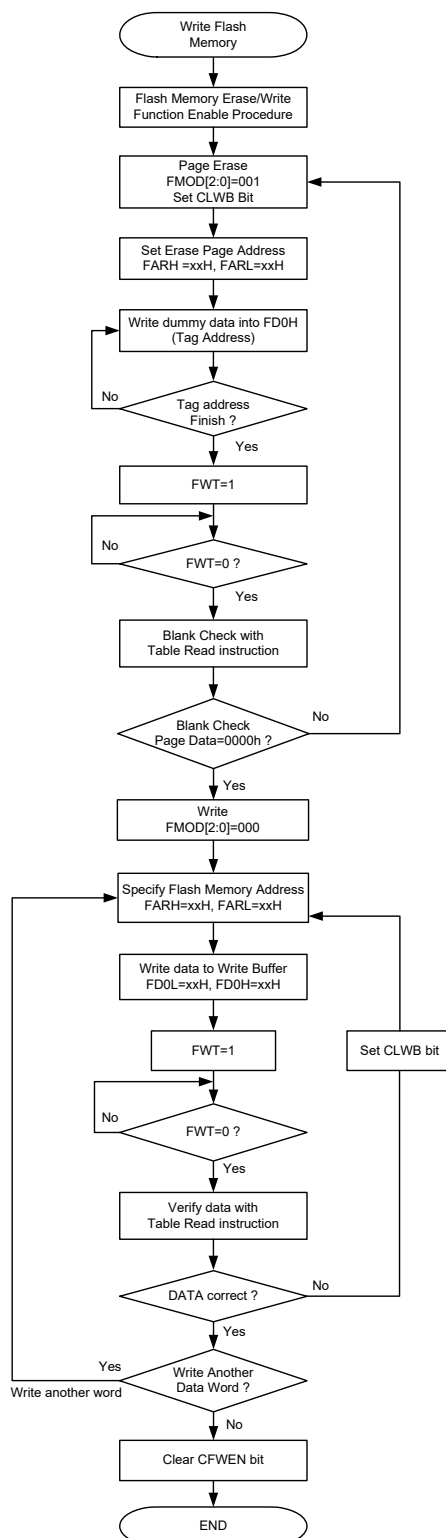 Write Flash
Memory
Flash Memory Erase/Write
Function Enable Procedure
Page Erase
FMOD[2:0]=001
Set CLWB Bit
Set Erase Page Address
FARH =xxH, FARL=xxH
Write dummy data into FD0H
(Tag Address)
No
Tag address
Finish ?
Yes
FWT=1
No
FWT=0 ?
Yes
Blank Check with
Table Read instruction
No
Blank Check
Page Data=0000h ?
Yes
Write
FMOD[2:0]=000
Specify Flash Memory Address
FARH=xxH, FARL=xxH
Write data to Write Buffer
FD0L=xxH, FD0H=xxH
FWT=1
Set CLWB bit
No
FWT=0 ?
Yes
Verify data with
Table Read instruction
No
DATA correct ?
Yes
Yes
Write another word
Write Another
Data Word ?
No
Clear CFWEN bit
END